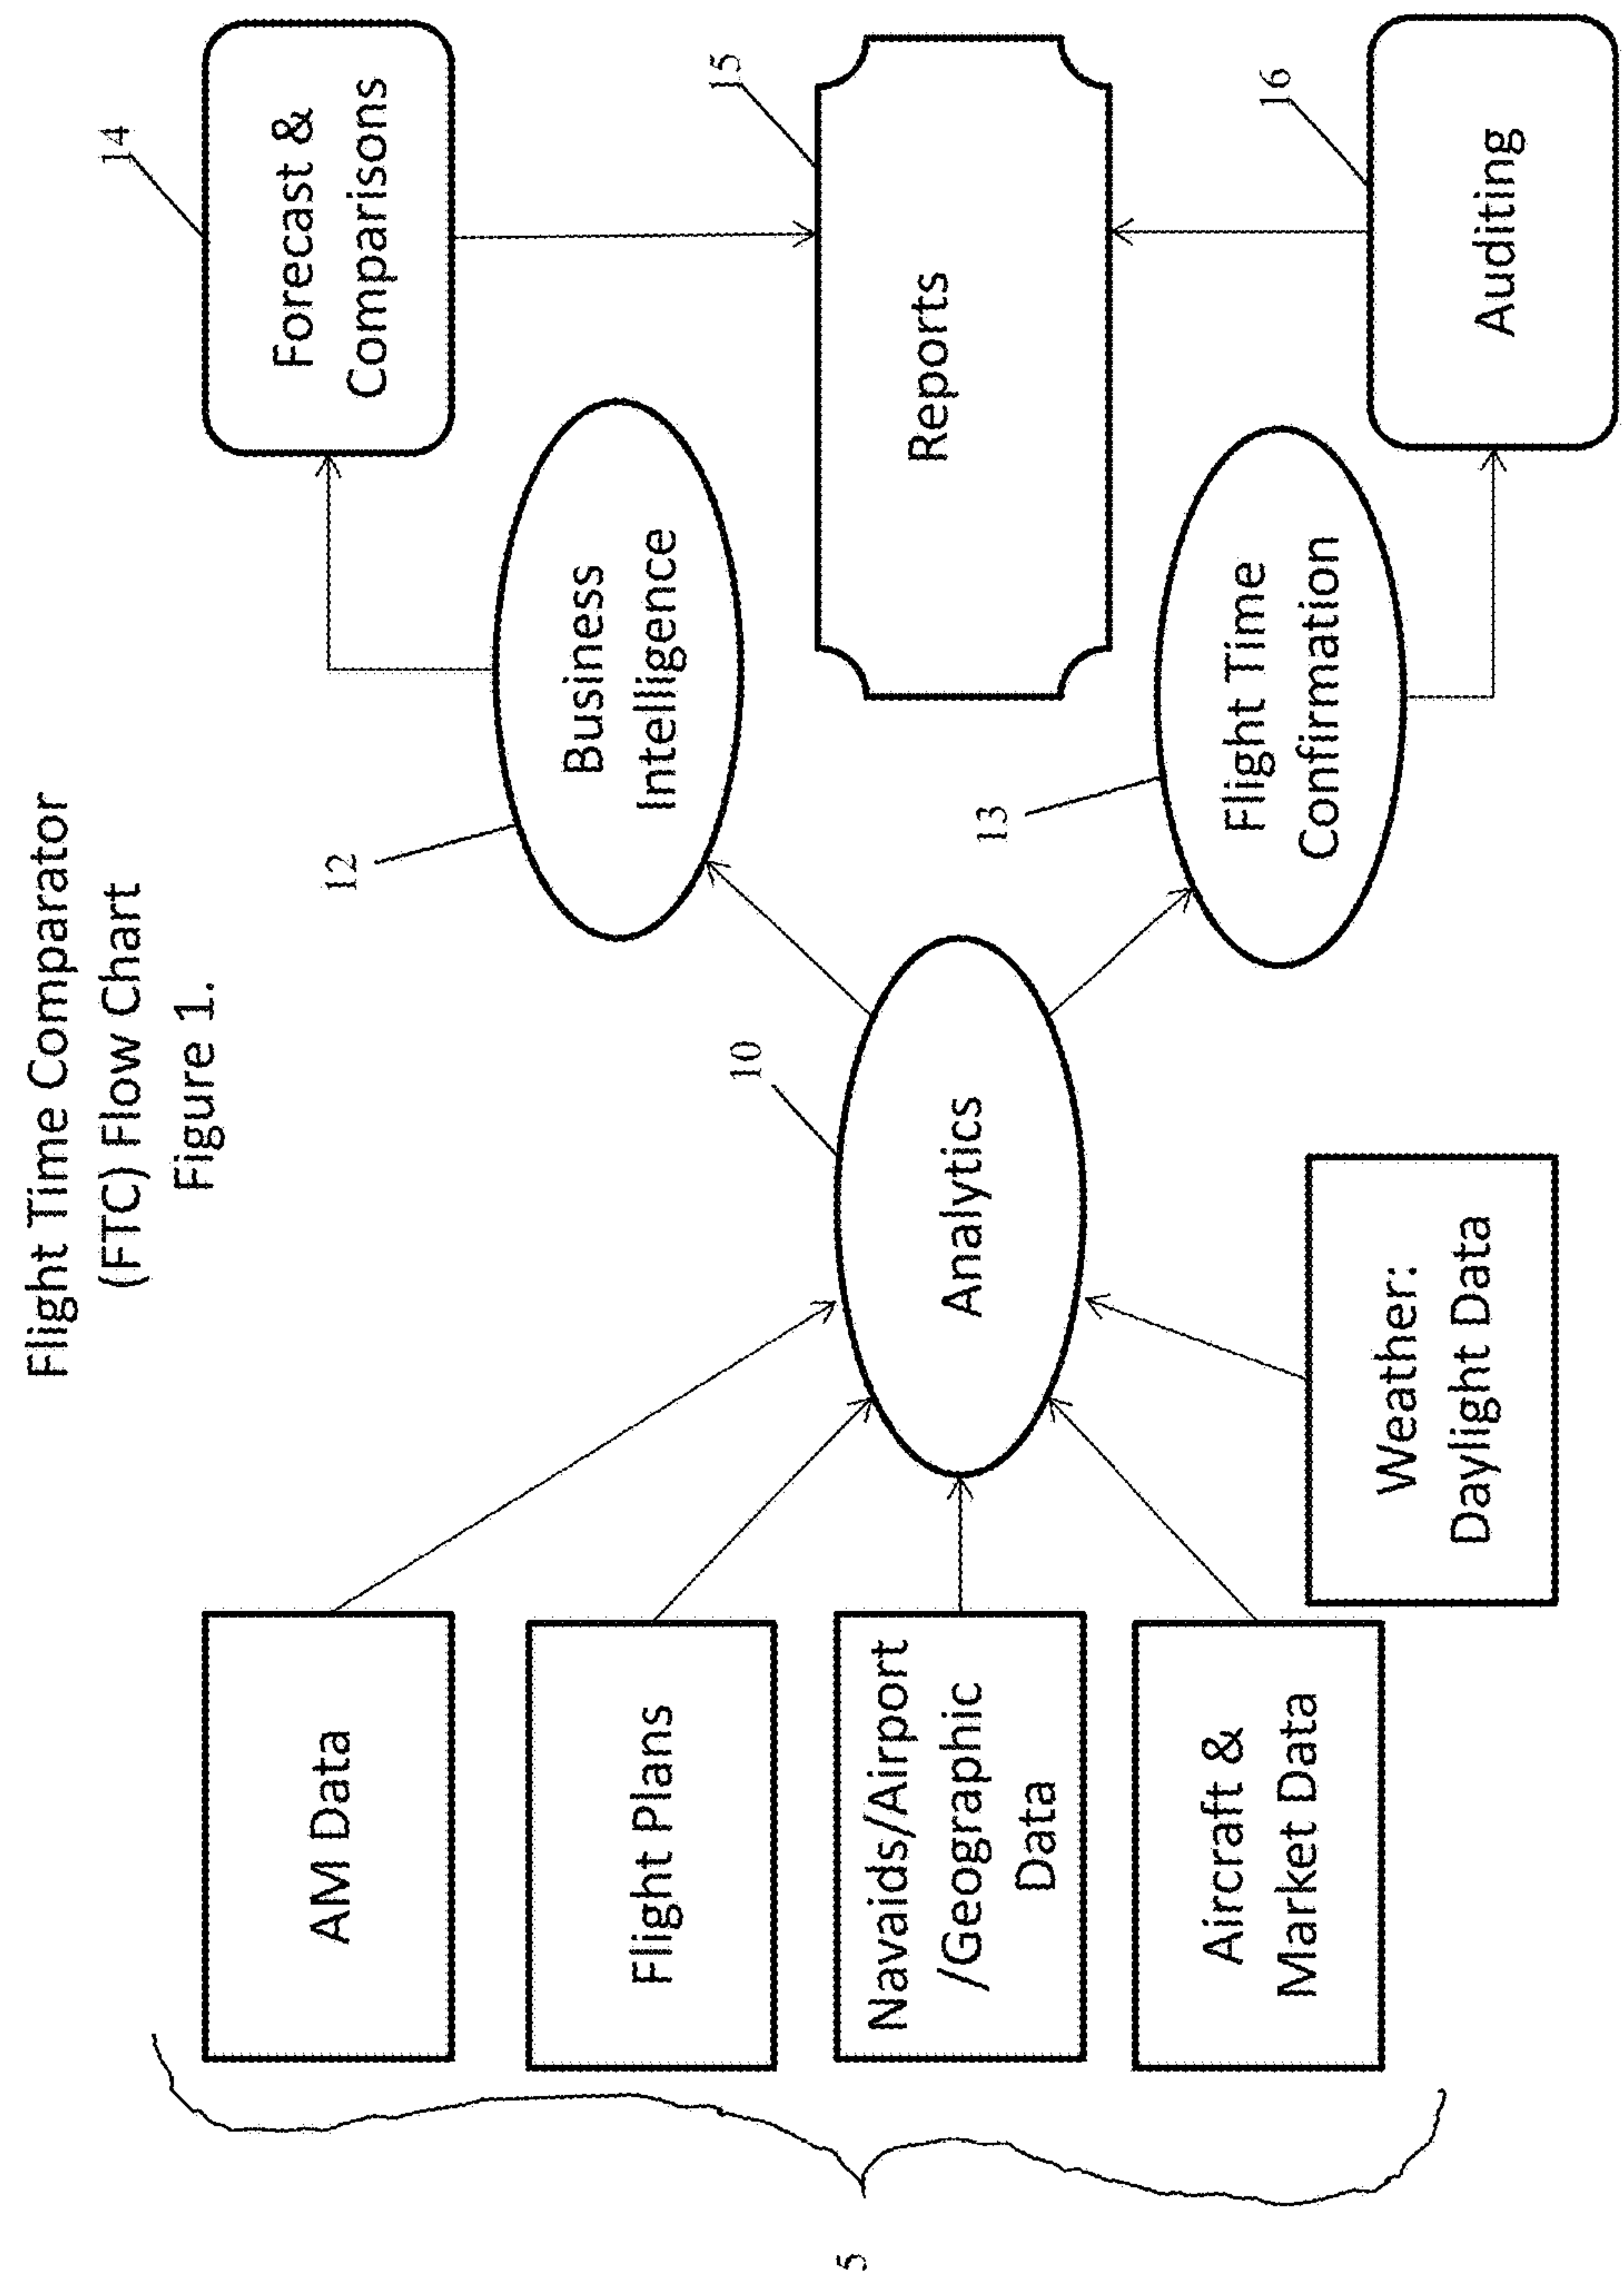 Flight Time Comparator
(FTC) Flow Chart
Figure 1.
5
AM Data
Flight Plans
Navaids/Airport
/Geographic
Data
Aircraft &
Market Data
Weather:
Daylight Data
10
Analytics
12
Business
Intelligence
13
Flight Time
Confirmation
14
Forecast &
Comparisons
15
Reports
16
Auditing